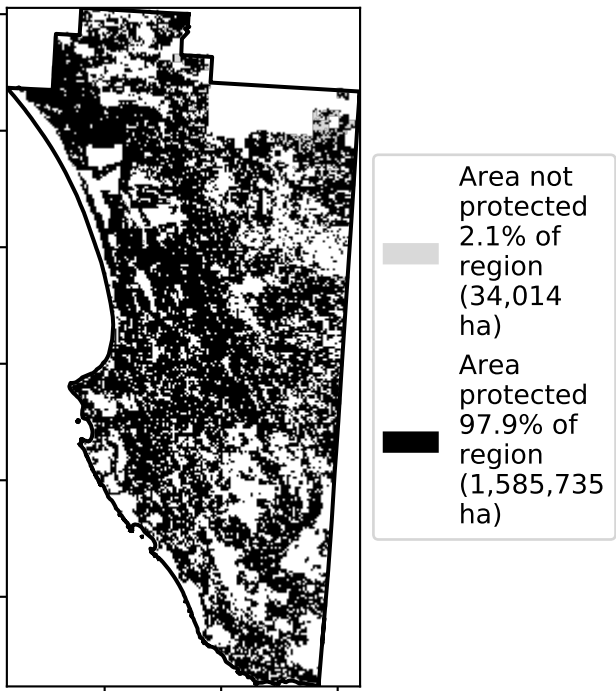 Area not
protected
2.1% of
region
(34,014
ha)
Area
protected
97.9% of
region
(1,585,735
ha)